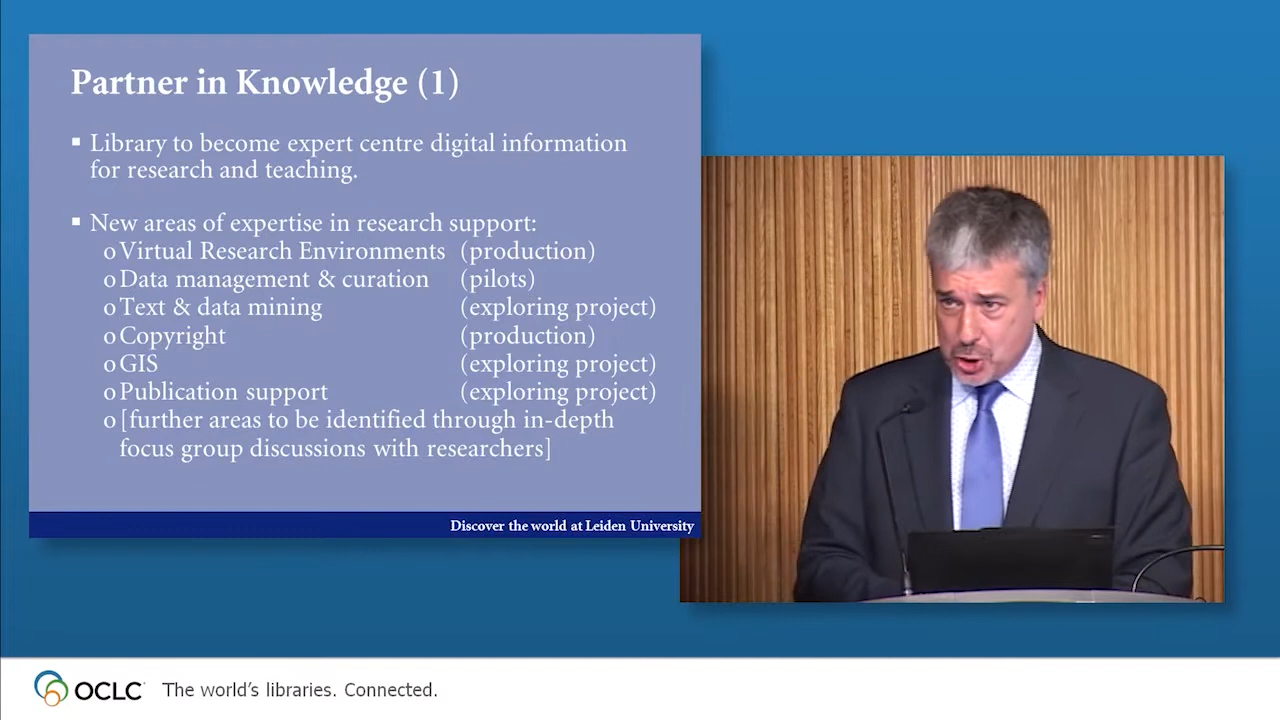 Partner in Knowledge (1)
▪ Library to become expert centre digital information
for research and teaching.
▪ New areas of expertise in research support:
o Virtual Research Environments (production)
o Data management & curation (pilots)
o Text & data mining (exploring project)
o Copyright (production)
o GIS (exploring project)
o Publication support (exploring project)
o [further areas to be identified through in-depth
focus group discussions with researchers]
Discover the world at Leiden University
OCLC The world's libraries. Connected.